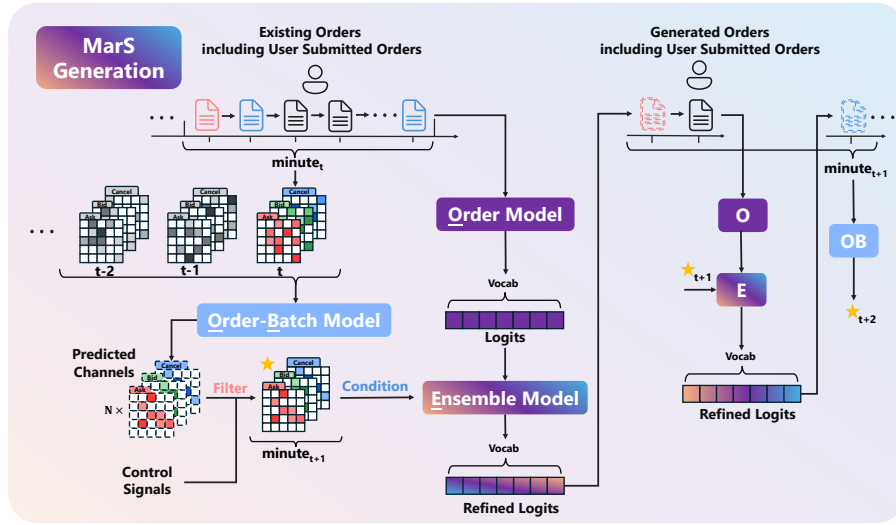 MarS
Generation
Existing Orders
including User Submitted Orders
Generated Orders
including User Submitted Orders
• • •
• • •
• • •
minute_t
minute_{t+1}
Cancel
Bid
Ask
Cancel
Bid
Ask
Cancel
Bid
Ask
• • •
t-2
t-1
t
Order Model
O
OB
t+1
E
t+2
Vocab
Logits
Order-Batch Model
Predicted
Channels
Cancel
Bid
Ask
N ×
Filter
Cancel
Bid
Ask
Condition
Ensemble Model
Vocab
Refined Logits
minute_{t+1}
Control
Signals
Vocab
Refined Logits